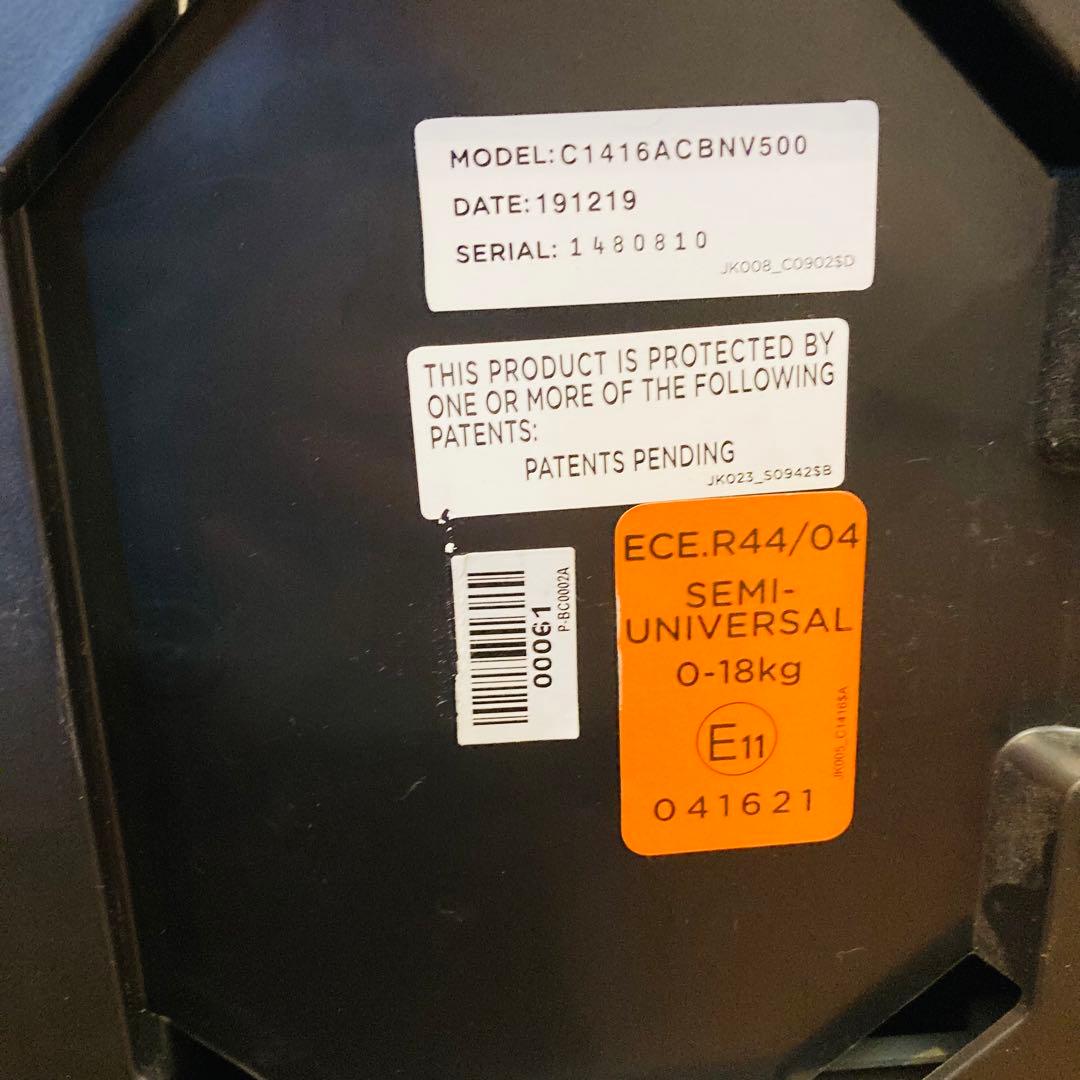 MODEL: C1416ACBNV500
DATE: 191219
SERIAL: 1480810
JK008_C0902$D
THIS PRODUCT IS PROTECTED BY
ONE OR MORE OF THE FOLLOWING
PATENTS:
PATENTS PENDING
JK023_S0942$B
00061
P-BC0002A
ECE.R44/04
SEMI-
UNIVERSAL
0-18kg
E11
JK005_C1416$A
041621